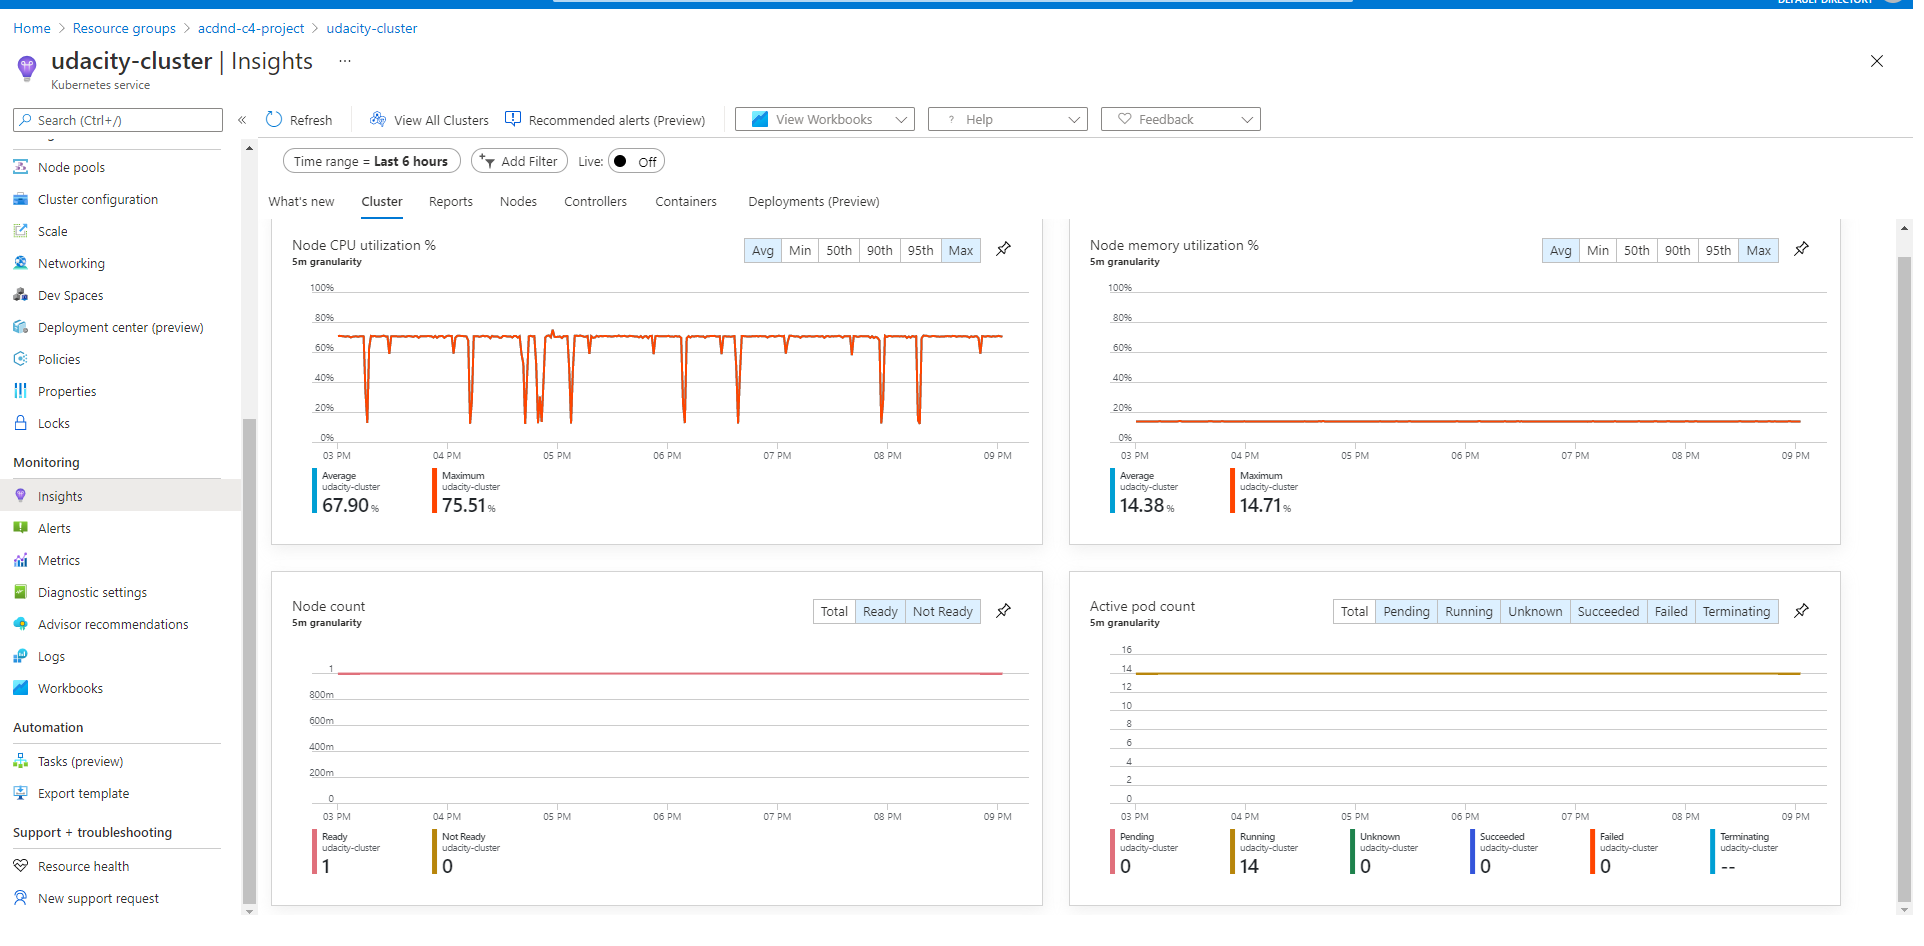 DEFAULT DIRECTORY
Home > Resource groups > acdnd-c4-project > udacity-cluster
udacity-cluster | Insights ...
Kubernetes service
Search (Ctrl+/)
«
Refresh
View All Clusters
Recommended alerts (Preview)
View Workbooks
? Help
Feedback
Time range = Last 6 hours
Add Filter
Live: Off
What's new
Cluster
Reports
Nodes
Controllers
Containers
Deployments (Preview)
Node pools
Cluster configuration
Scale
Networking
Dev Spaces
Deployment center (preview)
Policies
Properties
Locks
Monitoring
Insights
Alerts
Metrics
Diagnostic settings
Advisor recommendations
Logs
Workbooks
Automation
Tasks (preview)
Export template
Support + troubleshooting
Resource health
New support request
Node CPU utilization %
5m granularity
Avg Min 50th 90th 95th Max
100%
80%
60%
40%
20%
0%
03 PM 04 PM 05 PM 06 PM 07 PM 08 PM 09 PM
Average
udacity-cluster
67.90 %
Maximum
udacity-cluster
75.51 %
Node memory utilization %
5m granularity
Avg Min 50th 90th 95th Max
100%
80%
60%
40%
20%
0%
03 PM 04 PM 05 PM 06 PM 07 PM 08 PM 09 PM
Average
udacity-cluster
14.38 %
Maximum
udacity-cluster
14.71 %
Node count
5m granularity
Total Ready Not Ready
1
800m
600m
400m
200m
0
03 PM 04 PM 05 PM 06 PM 07 PM 08 PM 09 PM
Ready
udacity-cluster
1
Not Ready
udacity-cluster
0
Active pod count
5m granularity
Total Pending Running Unknown Succeeded Failed Terminating
16
14
12
10
8
6
4
2
0
03 PM 04 PM 05 PM 06 PM 07 PM 08 PM 09 PM
Pending
udacity-cluster
0
Running
udacity-cluster
14
Unknown
udacity-cluster
0
Succeeded
udacity-cluster
0
Failed
udacity-cluster
0
Terminating
udacity-cluster
--